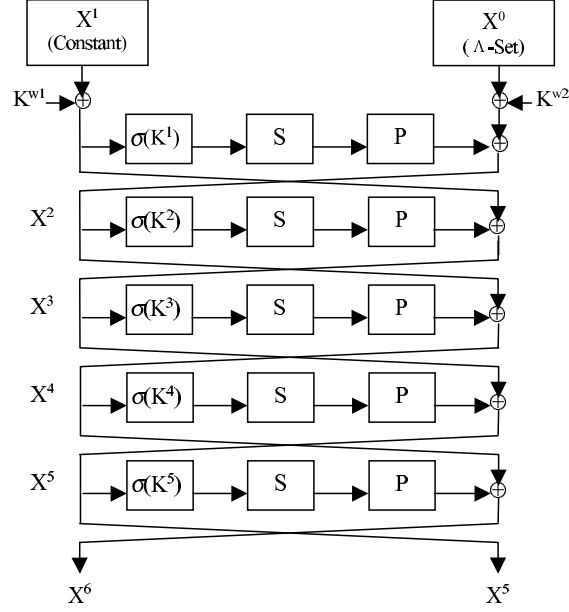 X¹ X⁰
(Constant) (Λ-Set)
Kʷ¹ Kʷ²
σ(K¹) S P
X² σ(K²) S P
X³ σ(K³) S P
X⁴ σ(K⁴) S P
X⁵ σ(K⁵) S P
X⁶ X⁵